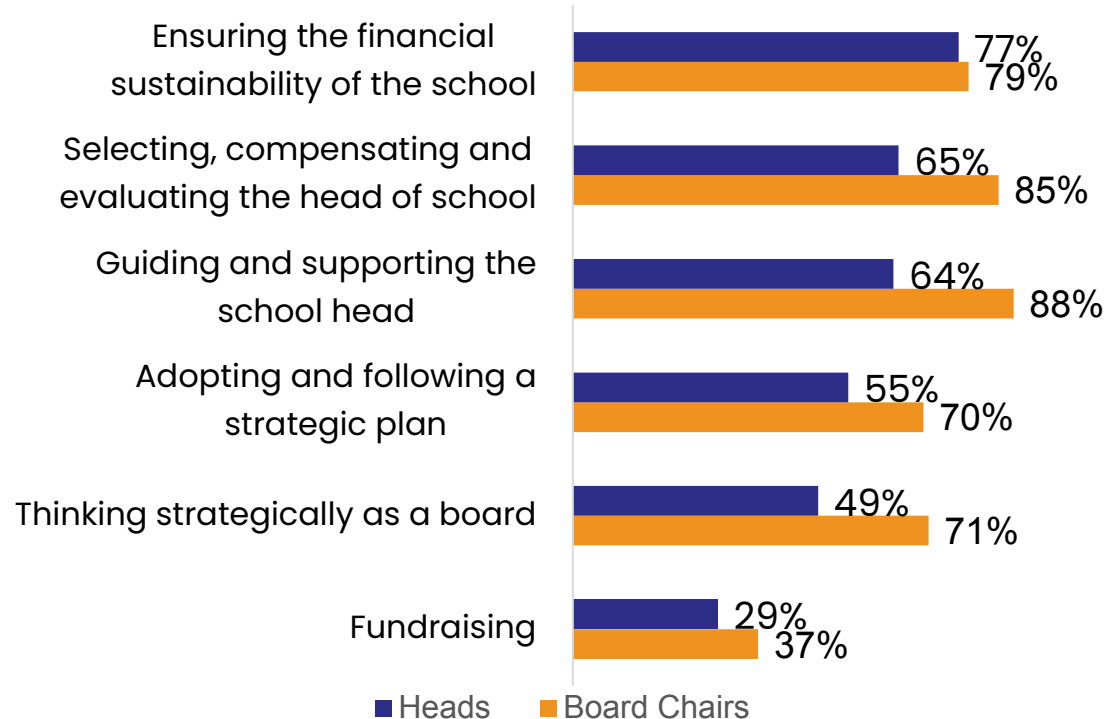 Ensuring the financial
sustainability of the school
77%
79%
Selecting, compensating and
evaluating the head of school
65%
85%
Guiding and supporting the
school head
64%
88%
Adopting and following a
strategic plan
55%
70%
Thinking strategically as a board
49%
71%
Fundraising
29%
37%
Heads
Board Chairs